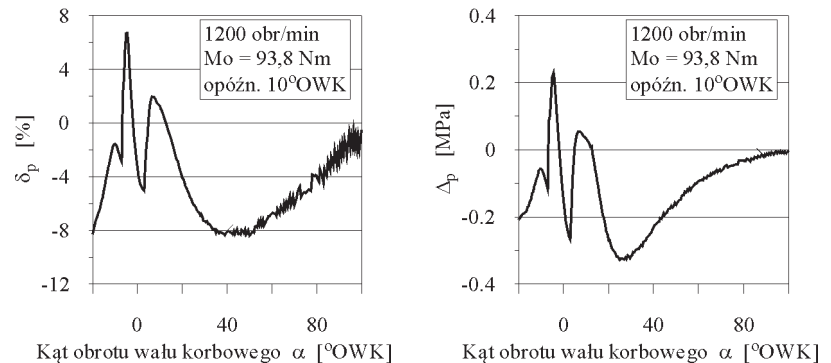 8
4
0
-4
-8
-12
δp [%]
1200 obr/min
Mo = 93,8 Nm
opóźn. 10°OWK
0 40 80
Kąt obrotu wału korbowego α [°OWK]
0.4
0.2
0
-0.2
-0.4
Δp [MPa]
1200 obr/min
Mo = 93,8 Nm
opóźn. 10°OWK
0 40 80
Kąt obrotu wału korbowego α [°OWK]